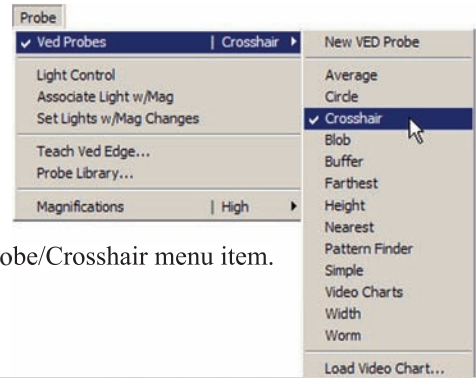 Probe
Ved Probes | Crosshair
Light Control
Associate Light w/Mag
Set Lights w/Mag Changes
Teach Ved Edge...
Probe Library...
Magnifications | High
New VED Probe
Average
Circle
Crosshair
Blob
Buffer
Farthest
Height
Nearest
Pattern Finder
Simple
Video Charts
Width
Worm
Load Video Chart...
obe/Crosshair menu item.